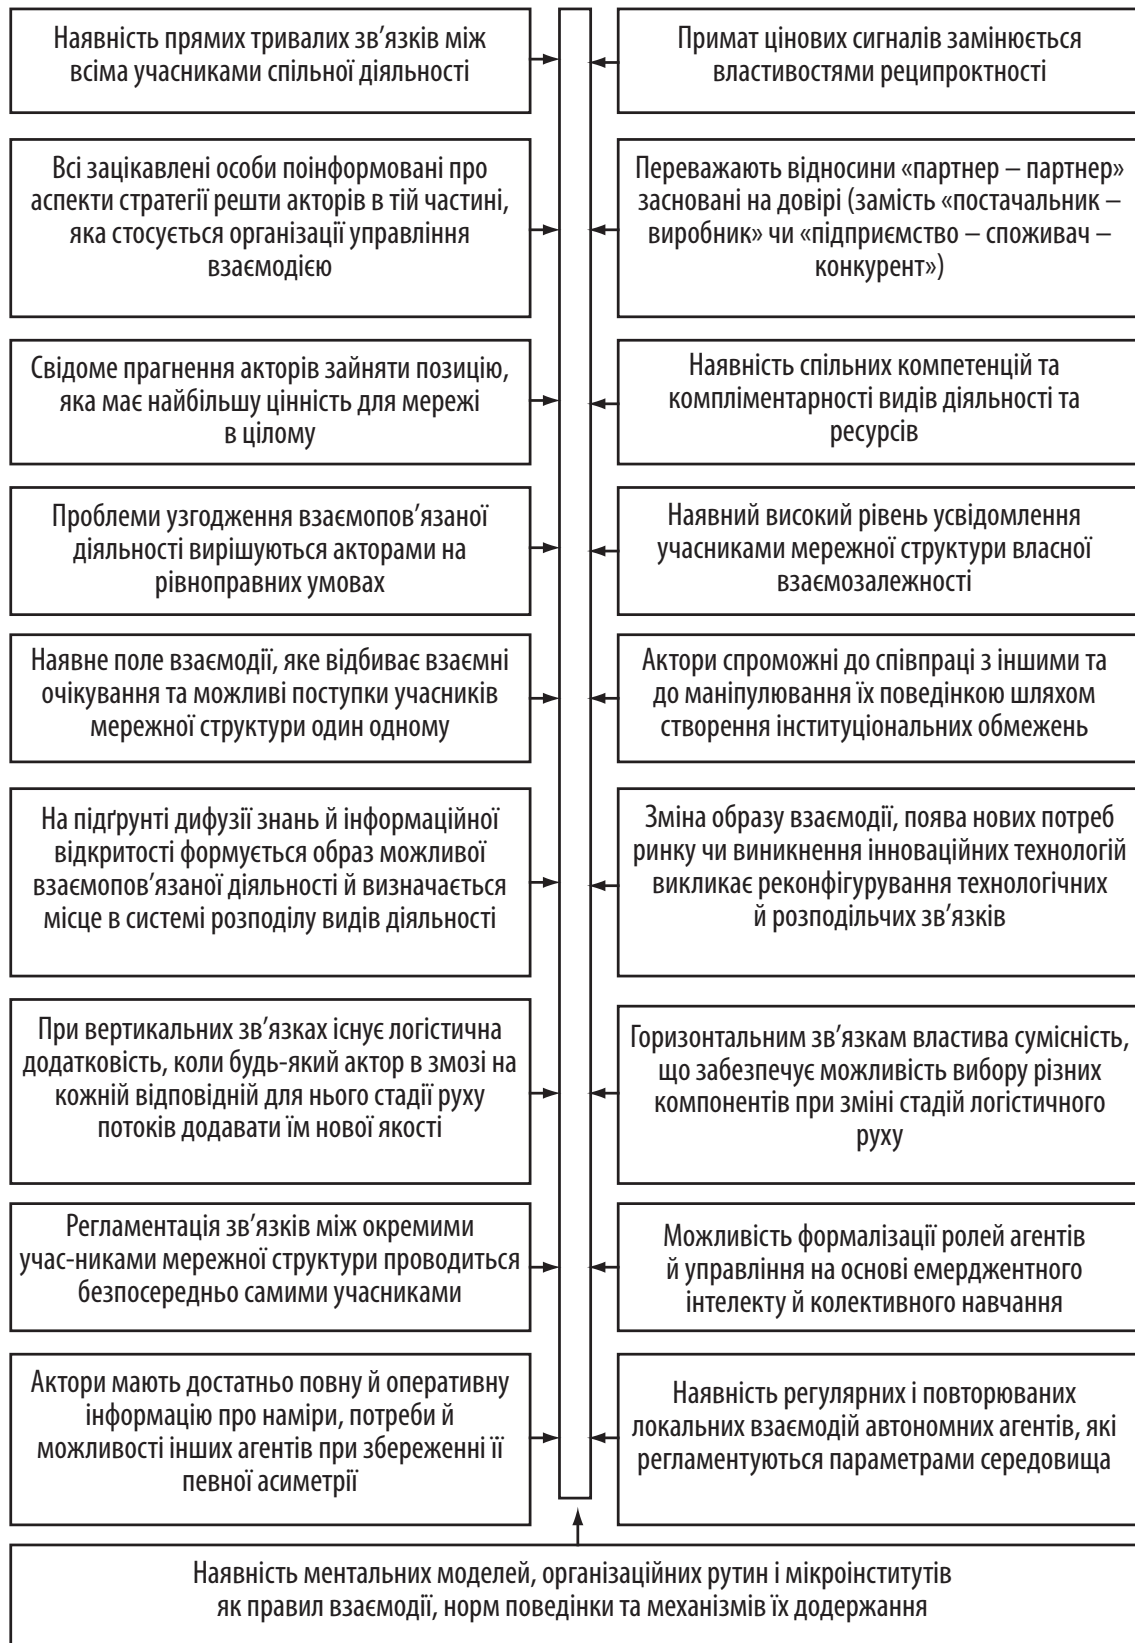 Наявність прямих тривалих зв’язків між
всіма учасниками спільної діяльності
Примат цінових сигналів замінюється
властивостями реципроктності
Всі зацікавлені особи поінформовані про
аспекти стратегії решти акторів в тій частині,
яка стосується організації управління
взаємодією
Переважають відносини «партнер – партнер»
засновані на довірі (замість «постачальник –
виробник» чи «підприємство – споживач –
конкурент»)
Свідоме прагнення акторів зайняти позицію,
яка має найбільшу цінність для мережі
в цілому
Наявність спільних компетенцій та
компліментарності видів діяльності та
ресурсів
Проблеми узгодження взаємопов’язаної
діяльності вирішуються акторами на
рівноправних умовах
Наявний високий рівень усвідомлення
учасниками мережної структури власної
взаємозалежності
Наявне поле взаємодії, яке відбиває взаємні
очікування та можливі поступки учасників
мережної структури один одному
Актори спроможні до співпраці з іншими та
до маніпулювання їх поведінкою шляхом
створення інституціональних обмежень
На підґрунті дифузії знань й інформаційної
відкритості формується образ можливої
взаємопов’язаної діяльності й визначається
місце в системі розподілу видів діяльності
Зміна образу взаємодії, поява нових потреб
ринку чи виникнення інноваційних технологій
викликає реконфігурування технологічних
й розподільчих зв’язків
При вертикальних зв’язках існує логістична
додатковість, коли будь-який актор в змозі на
кожній відповідній для нього стадії руху
потоків додавати їм нової якості
Горизонтальним зв’язкам властива сумісність,
що забезпечує можливість вибору різних
компонентів при зміні стадій логістичного
руху
Регламентація зв’язків між окремими
учас-никами мережної структури проводиться
безпосередньо самими учасниками
Можливість формалізації ролей агентів
й управління на основі емерджентного
інтелекту й колективного навчання
Актори мають достатньо повну й оперативну
інформацію про наміри, потреби й
можливості інших агентів при збереженні її
певної асиметрії
Наявність регулярних і повторюваних
локальних взаємодій автономних агентів, які
регламентуються параметрами середовища
Наявність ментальних моделей, організаційних рутин і мікроінститутів
як правил взаємодії, норм поведінки та механізмів їх додержання